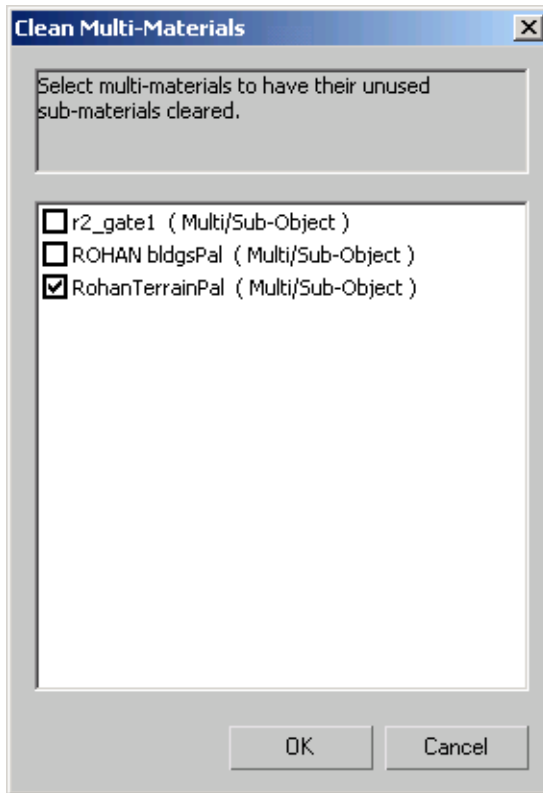 Clean Multi-Materials
Select multi-materials to have their unused
sub-materials cleared.
r2_gate1 ( Multi/Sub-Object )
ROHAN bldgsPal ( Multi/Sub-Object )
RohanTerrainPal ( Multi/Sub-Object )
OK Cancel